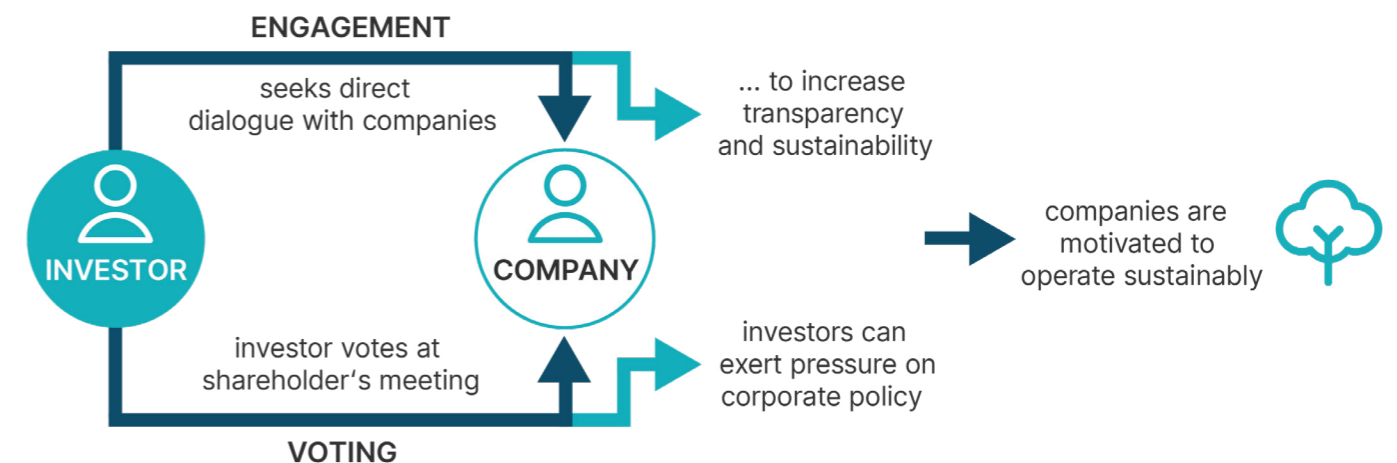 ENGAGEMENT
seeks direct
dialogue with companies
... to increase
transparency
and sustainability
INVESTOR
COMPANY
companies are
motivated to
operate sustainably
investor votes at
shareholder‘s meeting
investors can
exert pressure on
corporate policy
VOTING